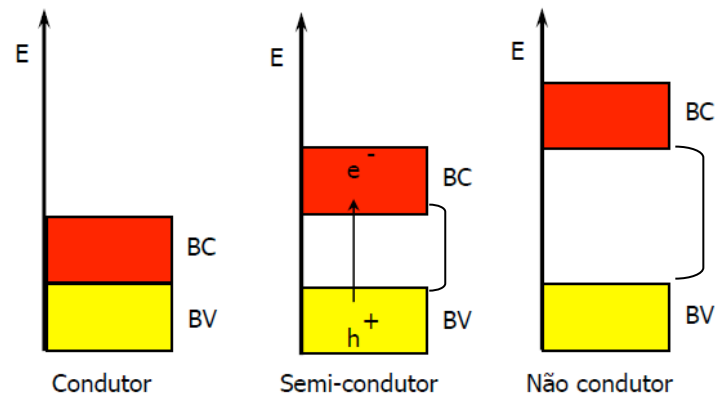 E
BC
BV
Condutor
E
e -
BC
h +
BV
Semi-condutor
E
BC
BV
Não condutor